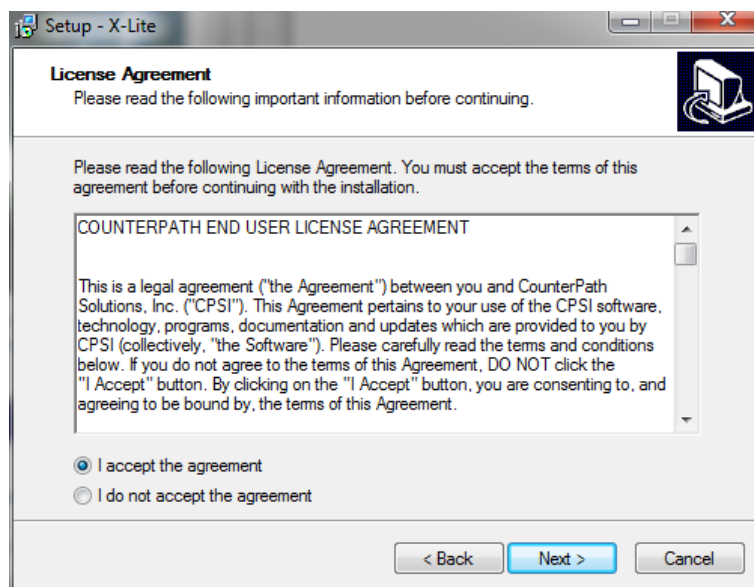 Setup - X-Lite
License Agreement
Please read the following important information before continuing.
Please read the following License Agreement. You must accept the terms of this
agreement before continuing with the installation.
COUNTERPATH END USER LICENSE AGREEMENT
This is a legal agreement ("the Agreement") between you and CounterPath
Solutions, Inc. ("CPSI"). This Agreement pertains to your use of the CPSI software,
technology, programs, documentation and updates which are provided to you by
CPSI (collectively, "the Software"). Please carefully read the terms and conditions
below. If you do not agree to the terms of this Agreement, DO NOT click the
"I Accept" button. By clicking on the "I Accept" button, you are consenting to, and
agreeing to be bound by, the terms of this Agreement.
I accept the agreement
I do not accept the agreement
< Back Next > Cancel